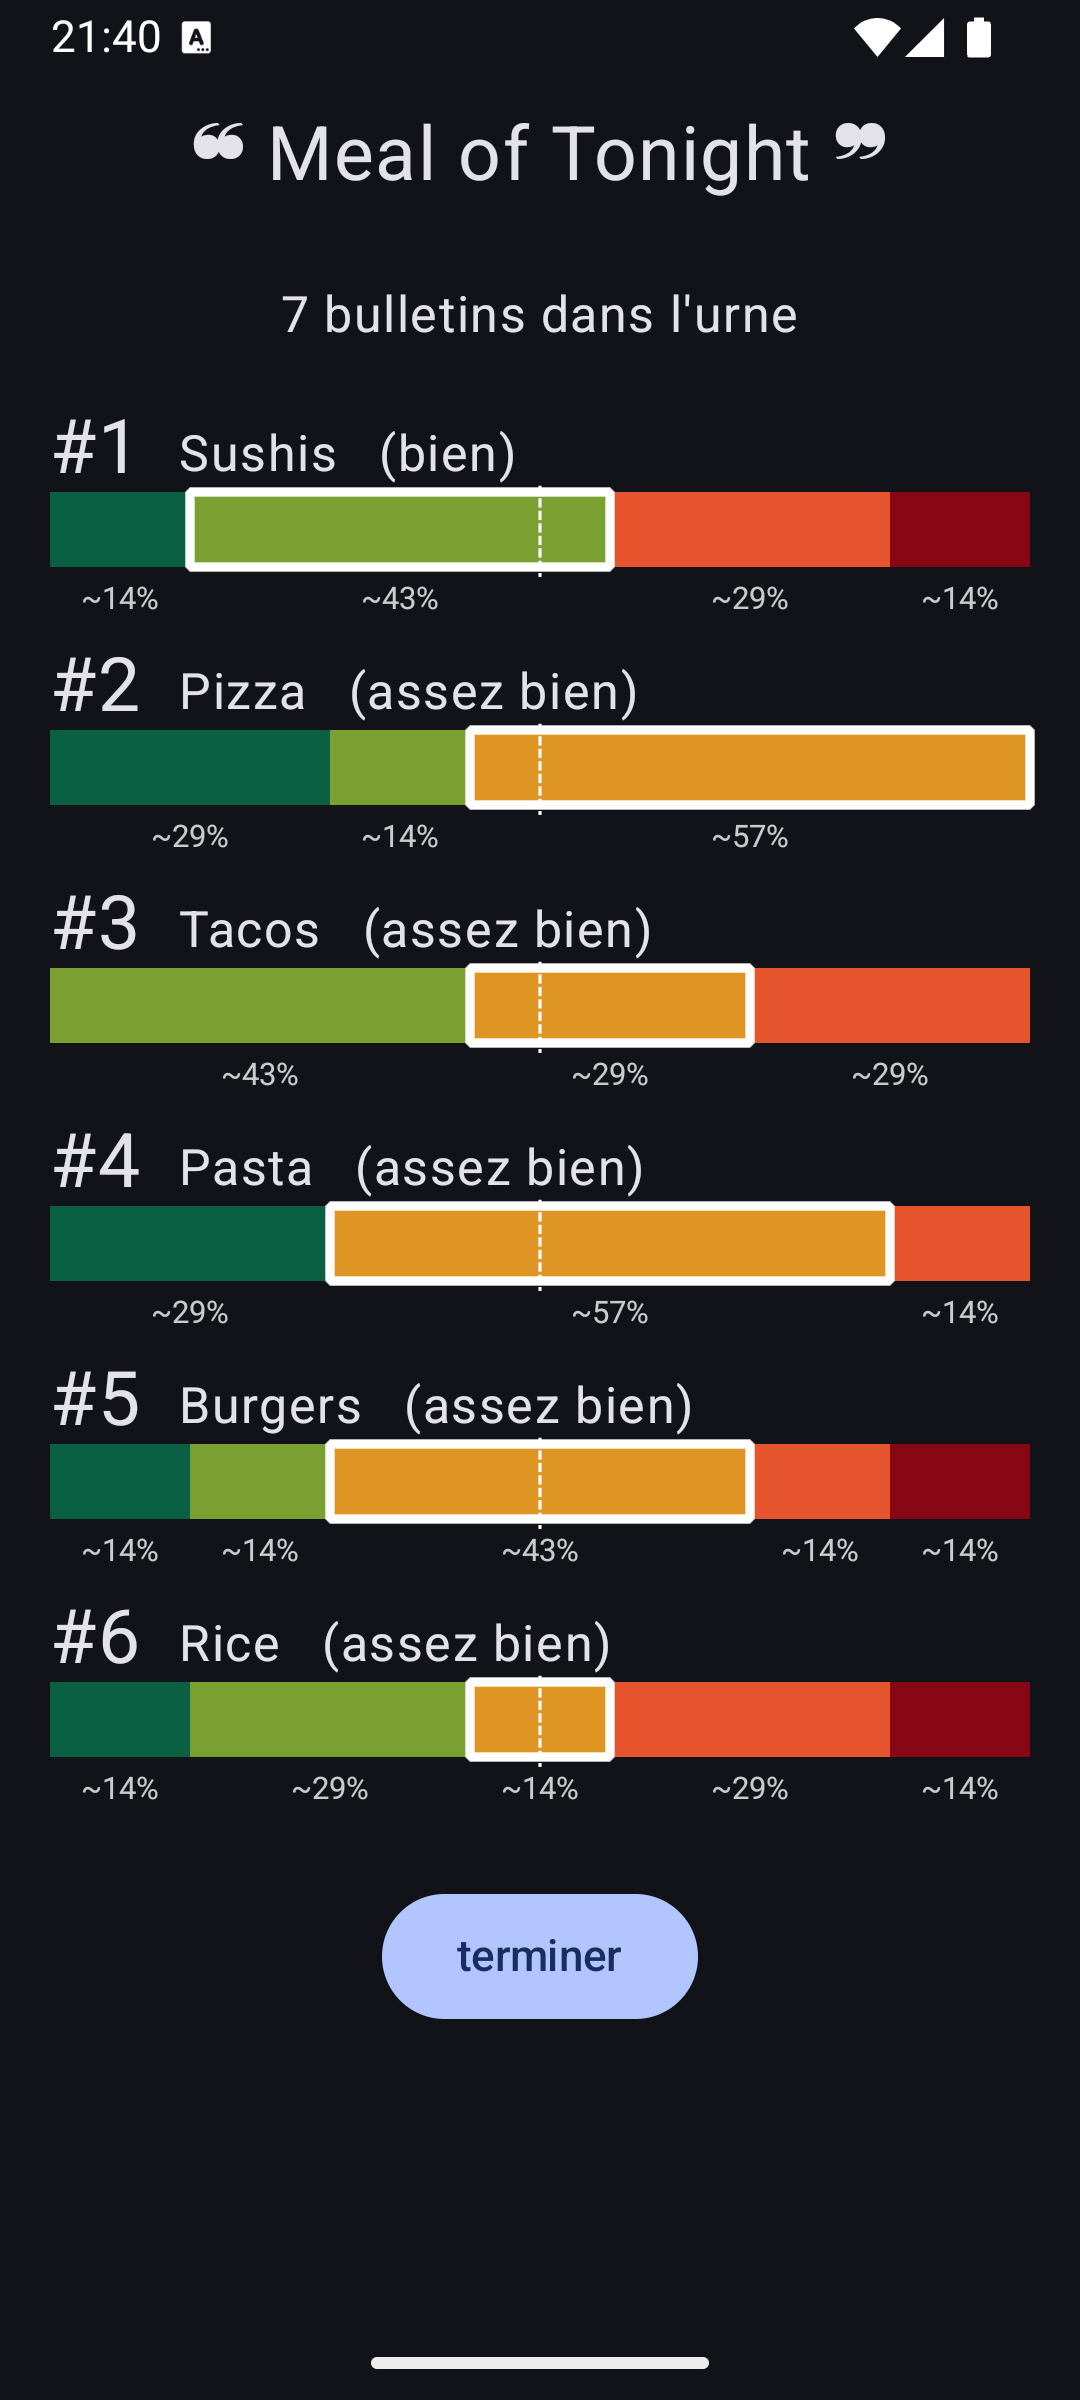 21:40
❝ Meal of Tonight ❞
7 bulletins dans l'urne
#1 Sushis (bien)
~14% ~43% ~29% ~14%
#2 Pizza (assez bien)
~29% ~14% ~57%
#3 Tacos (assez bien)
~43% ~29% ~29%
#4 Pasta (assez bien)
~29% ~57% ~14%
#5 Burgers (assez bien)
~14% ~14% ~43% ~14% ~14%
#6 Rice (assez bien)
~14% ~29% ~14% ~29% ~14%
terminer